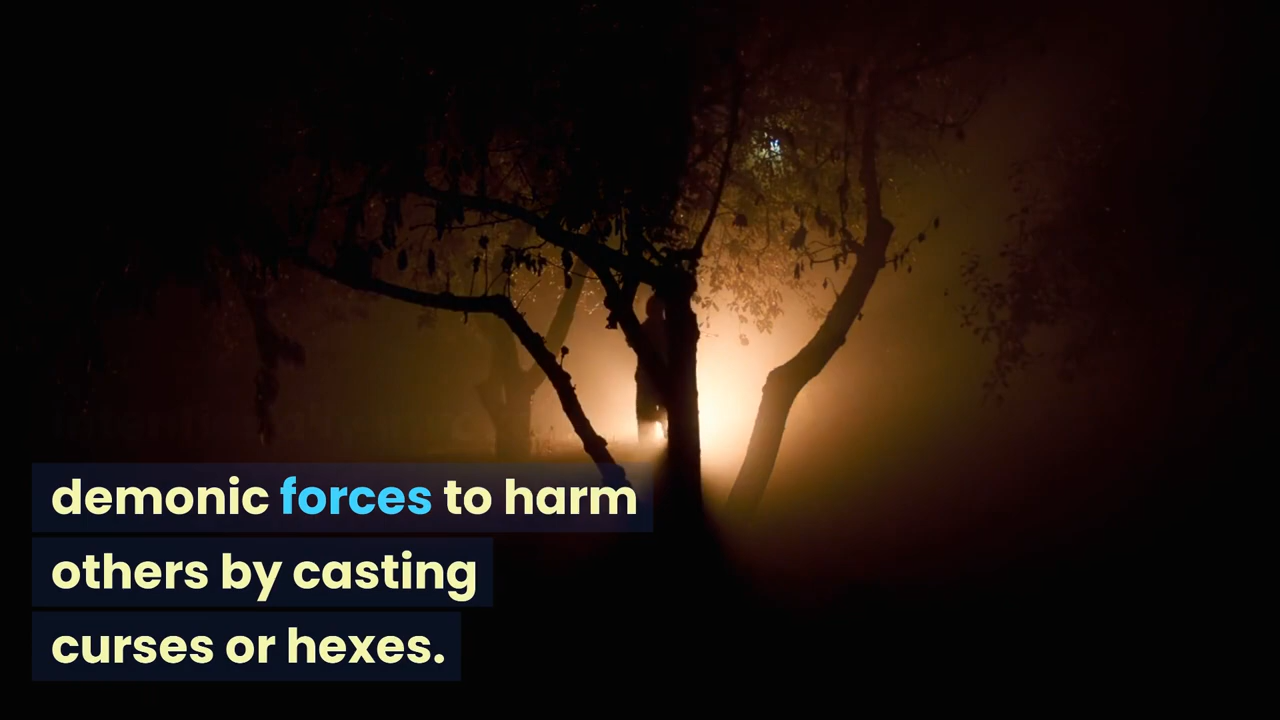 demonic forces to harm
others by casting
curses or hexes.